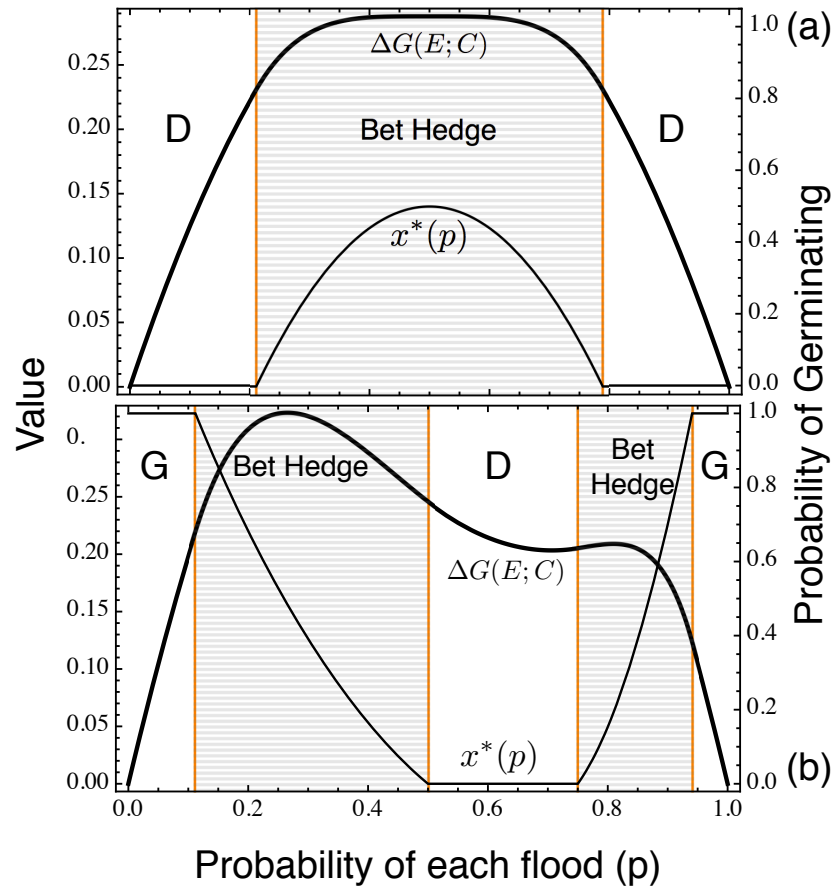 (a)
ΔG(E; C)
Bet Hedge
D
D
x*(p)
0.25
0.20
0.15
0.10
0.05
0.00
1.0
0.8
0.6
0.4
0.2
0.0
Value
Probability of Germinating
G
Bet Hedge
D
Bet
Hedge
G
ΔG(E; C)
x*(p)
(b)
0.
0.25
0.20
0.15
0.10
0.05
0.00
1.0
0.8
0.6
0.4
0.2
0.0
0.0 0.2 0.4 0.6 0.8 1.0
Probability of each flood (p)